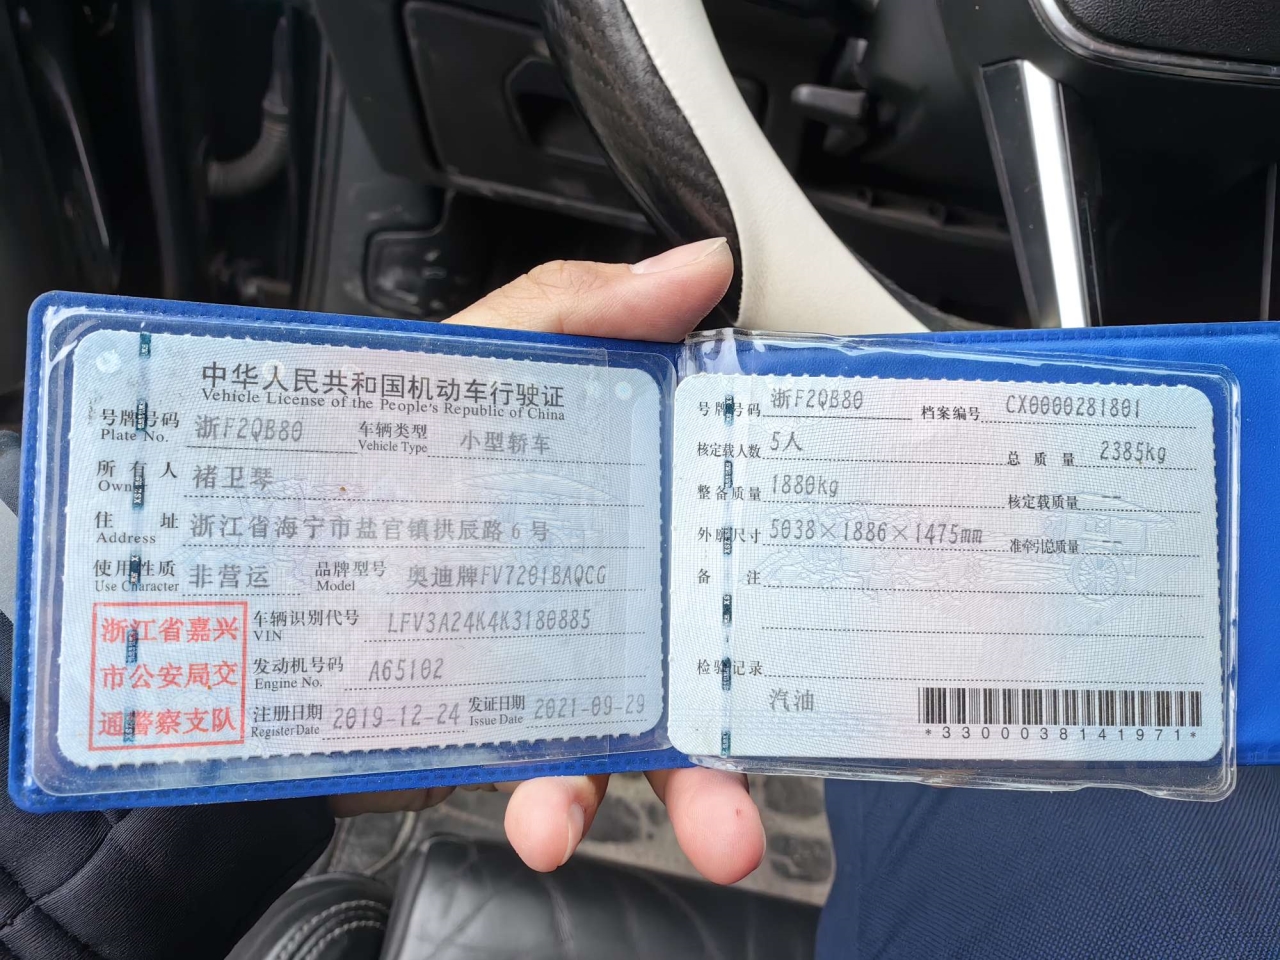 中华人民共和国机动车行驶证
Vehicle License of the People's Republic of China
号牌号码 浙F2QB80 车辆类型 小型轿车
Plate No. Vehicle Type
所有人 褚卫琴
Owner
住址 浙江省海宁市盐官镇拱辰路6号
Address
使用性质 非营运 品牌型号 奥迪牌FV7201BAQCG
Use Character Model
浙江省嘉兴
市公安局交
通警察支队
车辆识别代号 LFV3A24K4K3180885
VIN
发动机号码 A65102
Engine No.
注册日期 2019-12-24 发证日期 2021-09-29
Register Date Issue Date
号牌号码 浙F2QB80 档案编号 CX0000281801
核定载人数 5人 总质量 2385kg
整备质量 1880kg 核定载质量 --
外廓尺寸 5038×1886×1475mm 准牵引总质量 --
备注
检验记录
汽油
*3300038141971*